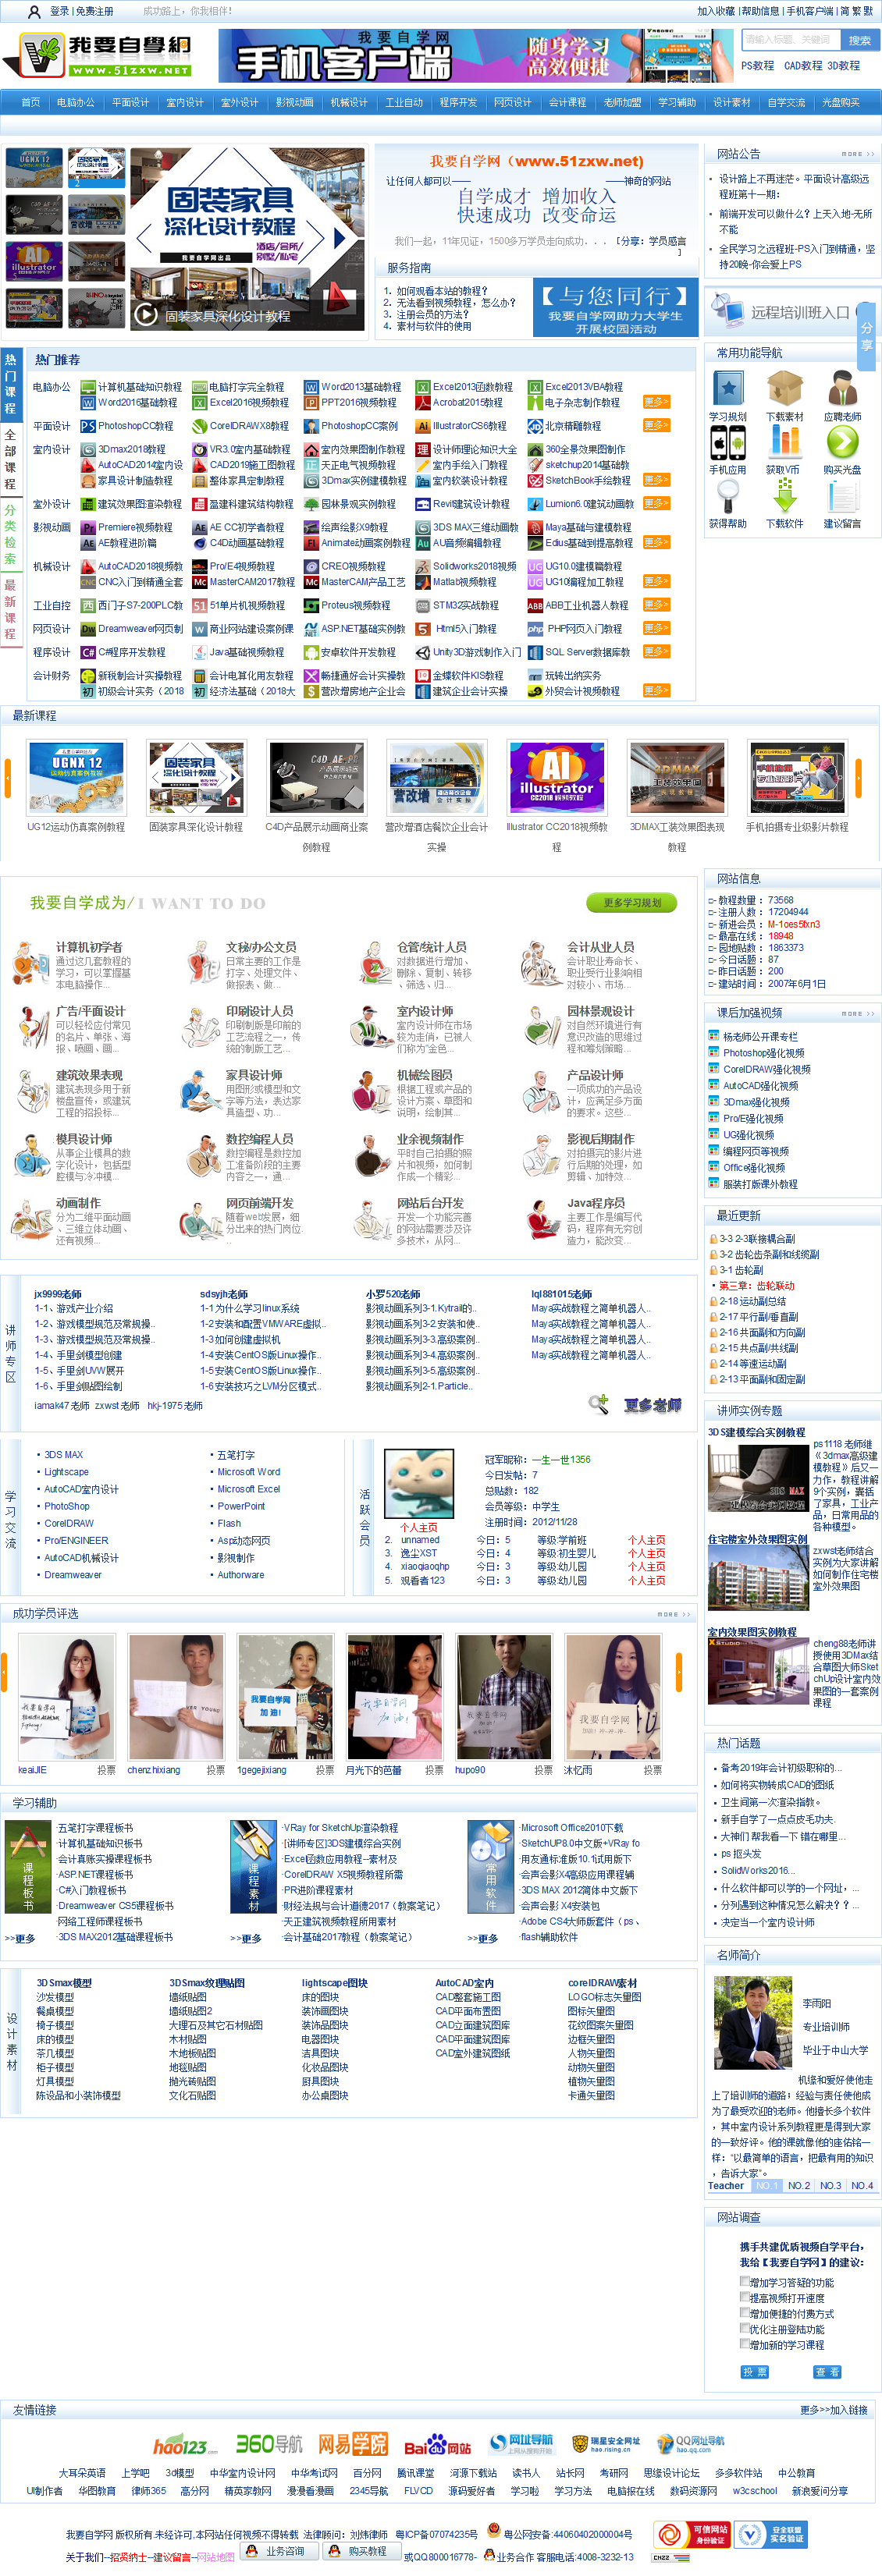 登录 | 免费注册
成功路上，你我相伴！
加入收藏 | 帮助信息 | 手机客户端 | 简 繁 默
我要自學網
WWW.51ZXW.NET
我要自学网
手机客户端
随身学习
高效便捷
请输入标题、关键词
搜索
PS教程 CAD教程 3D教程
首页 电脑办公 平面设计 室内设计 室外设计 影视动画 机械设计 工业自动 程序开发 网页设计 会计课程 老师加盟 学习辅助 设计素材 自学交流 光盘购买
固装家具
深化设计教程
酒店/会所/
别墅/私宅
我要自学网出品
固装家具深化设计教程
我要自学网（www.51zxw.net）
让任何人都可以——
——神奇的网站
自学成才 增加收入
快速成功 改变命运
我们一起，11年见证，1500多万学员走向成功．．．［分享：学员感言］
服务指南
1．如何观看本站的教程？
2．无法看到视频教程，怎么办？
3．注册会员的方法？
4．素材与软件的使用
【与您同行】
我要自学网助力大学生
开展校园活动
网站公告
MORE >>
设计路上不再迷茫。平面设计高级远程班第十一期：
前端开发可以做什么？上天入地-无所不能
全民学习之远程班-PS入门到精通，坚持20晚-你会爱上PS
远程培训班入口
分享
常用功能导航
学习规划 下载素材 应聘老师
手机应用 获取V币 购买光盘
获得帮助 下载软件 建议留言
热门课程
全部课程
分类检索
最新课程
热门推荐
电脑办公 计算机基础知识教程 电脑打字完全教程 Word2013基础教程 Excel2013函数教程 Excel2013VBA教程
Word2016基础教程 Excel2016视频教程 PPT2016视频教程 Acrobat2015教程 电子杂志制作教程 更多>
平面设计 PhotoshopCC教程 CorelDRAWX8教程 PhotoshopCC案例 IllustratorCS6教程 北京精雕教程 更多>
室内设计 3Dmax2018教程 VR3.0室内基础教程 室内效果图制作教程 设计师理论知识大全 360全景效果图制作
AutoCAD2014室内设 CAD2019施工图教程 天正电气视频教程 室内手绘入门教程 sketchup2014基础教
家具设计制造教程 整体家具定制教程 3Dmax实例建模教程 室内软装设计教程 SketchBook手绘教程 更多>
室外设计 建筑效果图渲染教程 盈建科建筑结构教程 园林景观实例教程 Revit建筑设计教程 Lumion6.0建筑动画教 更多>
影视动画 Premiere视频教程 AE CC初学者教程 绘声绘影X9教程 3DS MAX三维动画教 Maya基础与建模教程
AE教程进阶篇 C4D动画基础教程 Animate动画案例教程 AU音频编辑教程 Edius基础到提高教程 更多>
机械设计 AutoCAD2018视频教 Pro/E4视频教程 CREO视频教程 Solidworks2018视频 UG10.0建模篇教程
CNC入门到精通全套 MasterCAM2017教程 MasterCAM产品工艺 Matlab视频教程 UG10编程加工教程 更多>
工业自控 西门子S7-200PLC教 51单片机视频教程 Proteus视频教程 STM32实战教程 ABB工业机器人教程 更多>
网页设计 Dreamweaver网页制 商业网站建设案例课 ASP.NET基础实例教 Html5入门教程 PHP网页入门教程 更多>
程序设计 C#程序开发教程 Java基础视频教程 安卓软件开发教程 Unity3D游戏制作入门 SQL Server数据库教 更多>
会计财务 新税制会计实操教程 会计电算化用友教程 畅捷通好会计实操教 金蝶软件KIS教程 玩转出纳实务
初级会计实务（2018 经济法基础（2018大 营改增房地产企业会 建筑企业会计实操 外贸会计视频教程 更多>
最新课程
UG12运动仿真案例教程 固装家具深化设计教程 C4D产品展示动画商业案例教程 营改增酒店餐饮企业会计实操 Illustrator CC2018视频教程 3DMAX工装效果图表现教程 手机拍摄专业级影片教程
我要自学成为/ I WANT TO DO
更多学习规划
计算机初学者
通过这几套教程的学习，可以掌握基本电脑操作...
文秘/办公文员
日常主要的工作是打字、处理文件、做报表、做...
仓管/统计人员
对数据进行增加、删除、复制、转移、筛选、归...
会计从业人员
会计职业寿命长、职业受行业影响相对较小、市场...
广告/平面设计
可以轻松应付常见的名片、单张、海报、喷画、画...
印刷设计人员
印刷制版是印前的工艺流程之一，传统的制版工艺...
室内设计师
室内设计师在市场较为走俏，已被人们称为“金色...
园林景观设计
对自然环境进行有意识改造的思维过程和筹划策略...
建筑效果表现
建筑表现多用于新楼盘宣传，或建筑工程的招投标...
家具设计师
用图形或模型和文字等方法，表达家具造型、功...
机械绘图员
根据工程或产品的设计方案、草图和说明，绘制其...
产品设计师
一项成功的产品设计，应满足多方面的要求。这些...
模具设计师
从事企业模具的数字化设计，包括型腔模与冷冲模...
数控编程人员
数控编程是数控加工准备阶段的主要内容之一，通...
业余视频制作
平时自己拍摄的照片和视频，如何制作成一个精彩...
影视后期制作
对拍摄完的影片进行后期的处理，如剪辑、加特效...
动画制作
分为二维平面动画、三维立体动画、还有视频...
网页前端开发
随着web发展，细分出来的热门岗位...
网站后台开发
开发一个功能完善的网站需要涉及许多技术，从网...
Java程序员
主要工作是编写代码，程序有无穷创造力，能改变...
网站信息
教程数量： 73568
注册人数： 17204944
新进会员： M-1oes5fxn3
最高在线： 18948
园地贴数： 1863373
今日话题： 87
昨日话题： 200
建站时间： 2007年6月1日
课后加强视频
MORE >>
杨老师公开课专栏
Photoshop强化视频
CorelDRAW强化视频
AutoCAD强化视频
3Dmax强化视频
Pro/E强化视频
UG强化视频
编程网页等视频
Office强化视频
服装打版课外教程
最近更新
3-3 2-3联接耦合副
3-2 齿轮齿条副和线缆副
3-1 齿轮副
第三章：齿轮联动
2-18 运动副总结
2-17 平行副/垂直副
2-16 共面副和方向副
2-15 共点副/共线副
2-14 等速运动副
2-13 平面副和固定副
讲师专区
jx9999老师
1-1、游戏产业介绍
1-2、游戏模型规范及常规操..
1-3、游戏模型规范及常规操..
1-4、手里剑模型创建
1-5、手里剑UVW展开
1-6、手里剑贴图绘制
sdsyjh老师
1-1 为什么学习linux系统
1-2 安装和配置VMWARE虚拟..
1-3 如何创建虚拟机
1-4 安装CentOS版Linux操作..
1-5 安装CentOS版Linux操作..
1-6 安装技巧之LVM分区模式..
小罗520老师
影视动画系列3-1.Kytrail的..
影视动画系列3-2.安装和使..
影视动画系列3-3.高级案例..
影视动画系列3-4.高级案例..
影视动画系列3-5.高级案例..
影视动画系列2-1.Particle..
lql881015老师
Maya实战教程之简单机器人..
Maya实战教程之简单机器人..
Maya实战教程之简单机器人..
Maya实战教程之简单机器人..
iamak47老师 zxwst老师 hkj-1975老师
更多老师
学习交流
3DS MAX 五笔打字
Lightscape Microsoft Word
AutoCAD室内设计 Microsoft Excel
PhotoShop PowerPoint
CorelDRAW Flash
Pro/ENGINEER Asp动态网页
AutoCAD机械设计 影视制作
Dreamweaver Authorware
活跃会员
冠军昵称：一生一世1356
今日发帖：7
总贴数：182
会员等级：中学生
注册时间：2012/11/28
个人主页
2. unnamed 今日：5 等级:学前班 个人主页
3. 逸尘XST 今日：4 等级:初生婴儿 个人主页
4. xiaoqiaoqhp 今日：3 等级:幼儿园 个人主页
5. 观看者123 今日：3 等级:幼儿园 个人主页
讲师实例专题
3DS建模综合实例教程
ps1118 老师继《3dmax高级建模教程》后又一力作，教程讲解9个实例，囊括了家具，工业产品，日常用品的各种模型。
住宅楼室外效果图实例
zxwst老师结合实例为大家讲解如何制作住宅楼室外效果图
室内效果图实例教程
cheng88老师讲授使用3DMax结合草图大师SketchUp设计室内效果图的一套案例课程
成功学员评选
MORE >>
keaiJIE 投票 chenzhixiang 投票 1gegejixiang 投票 月光下的芭蕃 投票 hupo90 投票 沐忆雨 投票
热门话题
备考2019年会计初级职称的...
如何将实物转成CAD的图纸
卫生间第一次渲染指教。
新手自学了一点点皮毛功夫.
大神们 帮我看一下 错在哪里...
ps 抠头发
SolidWorks2016...
什么软件都可以学的一个网址，...
分列遇到这种情况怎么解决？？...
决定当一个室内设计师
学习辅助
课程板书
·五笔打字课程板书
·计算机基础知识板书
·会计真账实操课程板书
·ASP.NET课程板书
·C#入门教程板书
·Dreamweaver CS5课程板书
·网络工程师课程板书
·3DS MAX2012基础课程板书
>>更多
课程素材
·VRay for SketchUp渲染教程
·[讲师专区]3DS建模综合实例
·Excel函数应用教程--素材及
·CorelDRAW X5视频教程所需
·PR进阶课程素材
·财经法规与会计道德2017（教案笔记）
·天正建筑视频教程所用素材
·会计基础2017教程（教案笔记）
>>更多
常用软件
·Microsoft Office2010下载
·SketchUP8.0中文版+VRay fo
·用友通标准版10.1试用版下
·会声会影X4高级应用课程辅
·3DS MAX 2012简体中文版下
·会声会影 X4安装包
·Adobe CS4大师版套件（ps、
·flash辅助软件
>>更多
名师简介
李雨阳
专业培训师
毕业于中山大学
机缘和爱好使他走上了培训师的道路；经验与责任使他成为了最受欢迎的老师。他擅长多个软件，其中室内设计系列教程更是得到大家的一致好评。他的课就像他的座佑铭一样：“以最简单的语言，把最有用的知识，告诉大家”。
Teacher NO.1 NO.2 NO.3 NO.4
设计素材
3DSmax模型
沙发模型
餐桌模型
椅子模型
床的模型
茶几模型
柜子模型
灯具模型
陈设品和小装饰模型
3DSmax纹理贴图
墙纸贴图
墙纸贴图2
大理石及其它石材贴图
木材贴图
木地板贴图
地毯贴图
抛光砖贴图
文化石贴图
lightscape图块
床的图块
装饰画图块
装饰品图块
电器图块
洁具图块
化妆品图块
厨具图块
办公桌图块
AutoCAD室内
CAD整套施工图
CAD平面布置图
CAD立面建筑图库
CAD平面建筑图库
CAD室外建筑图纸
corelDRAW素材
LOGO标志矢量图
图标矢量图
花纹图案矢量图
边框矢量图
人物矢量图
动物矢量图
植物矢量图
卡通矢量图
网站调查
携手共建优质视频自学平台，
我给【我要自学网】的建议：
增加学习答疑的功能
提高视频打开速度
增加便捷的付费方式
优化注册登陆功能
增加新的学习课程
投 票 查 看
友情链接
更多>>加入链接
hao123.com 360导航 网易学院 Bai du 网站 网址导航 瑞星安全网址 hao.rising.cn QQ网址导航
大耳朵英语 上学吧 3d模型 中华室内设计网 中华考试网 百分网 腾讯课堂 河源下载站 读书人 站长网 考研网 思缘设计论坛 多多软件站 中公教育
UI制作者 华图教育 律师365 高分网 精英家教网 漫漫看漫画 2345导航 FLVCD 源码爱好者 学习啦 学习方法 电脑报在线 数码资源网 w3cschool 新浪爱问分享
我要自学网 版权所有.未经许可,本网站任何视频不得转载 法律顾问：刘炜律师 粤ICP备07074235号 粤公网安备:44060402000004号
可信网站 身份验证 安全联盟 实名验证
关于我们--招贤纳士--建议留言--网站地图 业务咨询 购买教程 或QQ800016778- 业务合作 客服电话:4008-3232-13